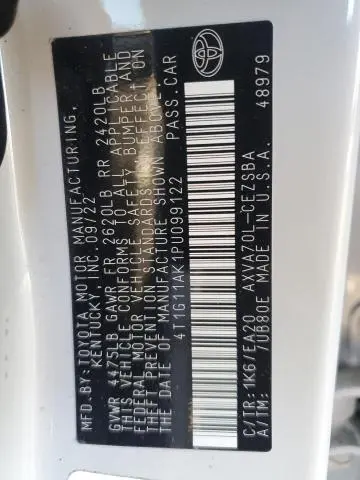 MFD.BY: TOYOTA MOTOR MANUFACTURING,
KENTUCKY, INC. 09/22
GVWR 4475LB GAWR FR 2620LB RR 2420LB
THIS VEHICLE CONFORMS TO ALL APPLICABLE
FEDERAL MOTOR VEHICLE SAFETY, BUMPER AND
THEFT PREVENTION STANDARDS IN EFFECT ON
THE DATE OF MANUFACTURE SHOWN ABOVE.
4T1G11AK1PU099122 PASS.CAR
C/TR: 1K6/EA20 AXVA70L-CEZSBA
A/TM: UB80E MADE IN U.S.A. 48979